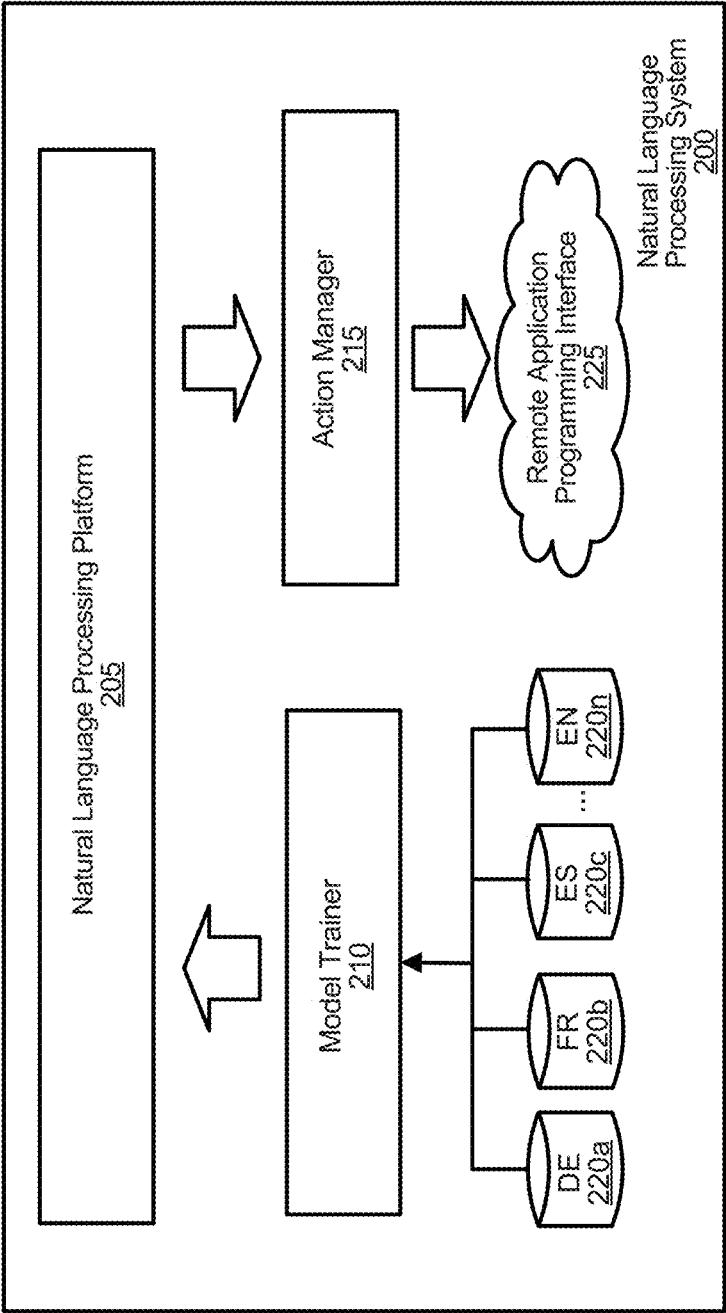 Natural Language Processing Platform
205
Model Trainer
210
Action Manager
215
DE
220a
FR
220b
ES
220c
...
EN
220n
Remote Application
Programming Interface
225
Natural Language
Processing System
200